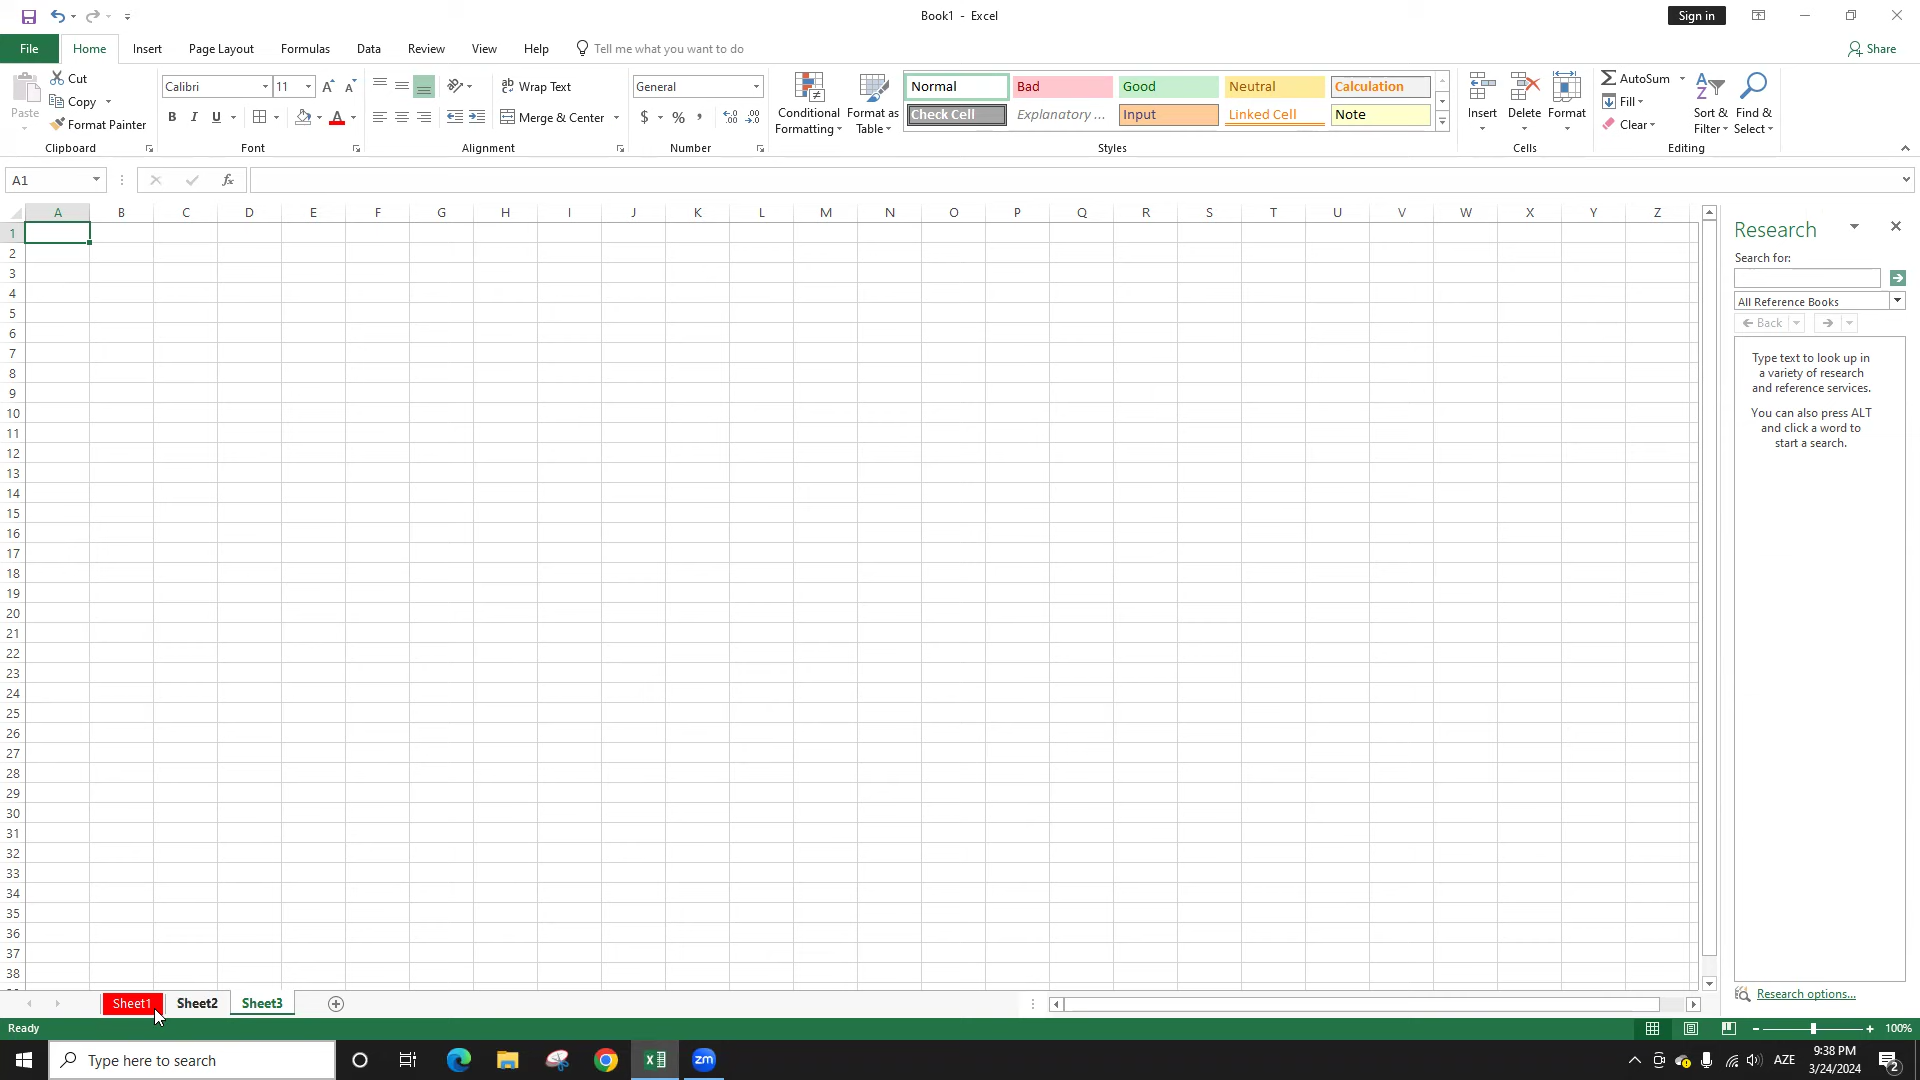 Book1 - Excel
Sign in
File Home Insert Page Layout Formulas Data Review View Help Tell me what you want to do Share
Paste
Cut
Copy
Format Painter
Clipboard
Calibri 11
B I U
Font
Wrap Text
Merge & Center
Alignment
General
$ % ,
Number
Conditional Formatting
Format as Table
Normal Bad Good Neutral Calculation
Check Cell Explanatory ... Input Linked Cell Note
Styles
Insert Delete Format
Cells
AutoSum
Fill
Clear
Sort & Filter
Find & Select
Editing
A1 fx
A B C D E F G H I J K L M N O P Q R S T U V W X Y Z
1
2
3
4
5
6
7
8
9
10
11
12
13
14
15
16
17
18
19
20
21
22
23
24
25
26
27
28
29
30
31
32
33
34
35
36
37
38
Research
Search for:
All Reference Books
Back
Type text to look up in
a variety of research
and reference services.
You can also press ALT
and click a word to
start a search.
Research options...
Sheet1 Sheet2 Sheet3
Ready 100%
Type here to search
zm
AZE
9:38 PM
3/24/2024
2